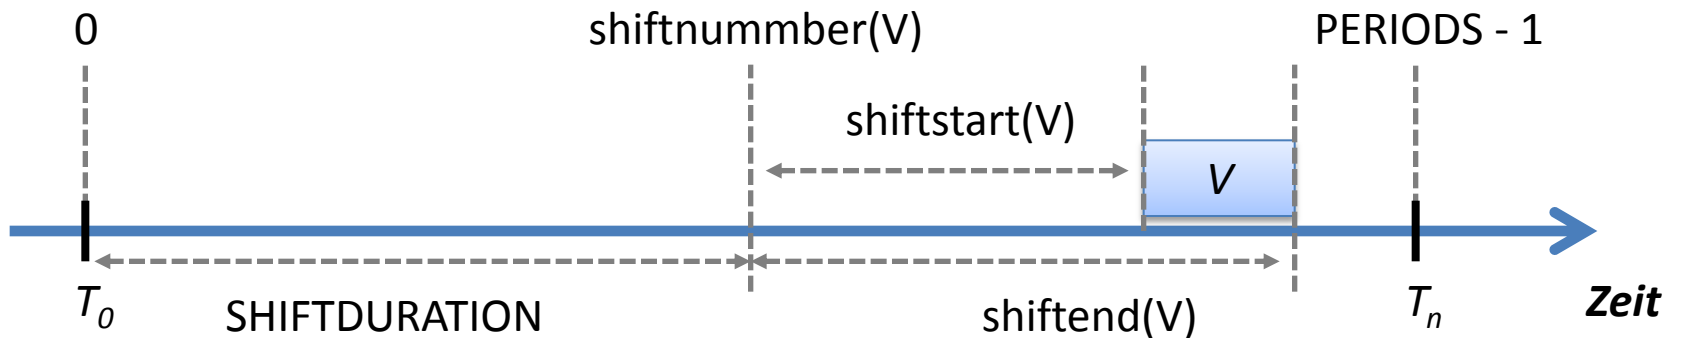 0
shiftnummber(V)
PERIODS - 1
shiftstart(V)
V
T0
SHIFTDURATION
shiftend(V)
Tn
Zeit